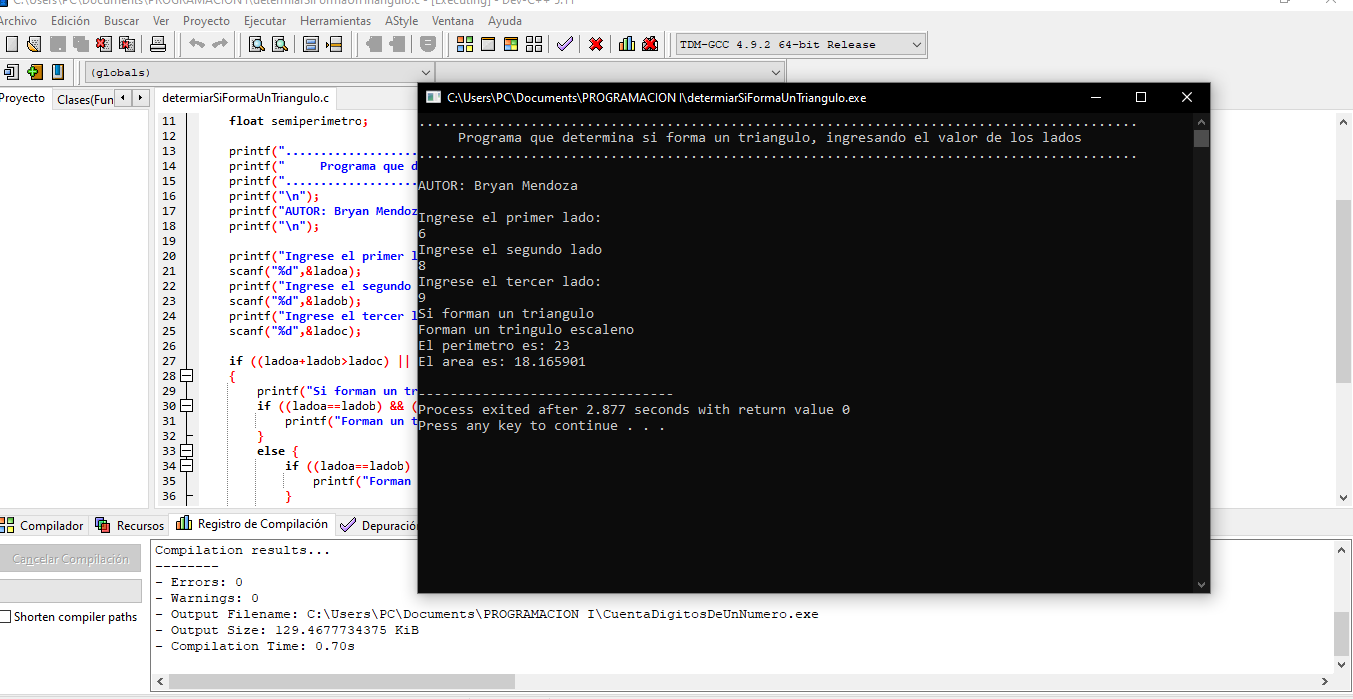 C:\Users\PC\Documents\PROGRAMACION I\determiarSiFormaUnTriangulo.c - [Executing] - Dev-C++ 5.11
Archivo Edición Buscar Ver Proyecto Ejecutar Herramientas AStyle Ventana Ayuda
TDM-GCC 4.9.2 64-bit Release
(globals)
Proyecto Clases(Fun
determiarSiFormaUnTriangulo.c
11 float semiperimetro;
12
13 printf("...................
14 printf("     Programa que d
15 printf("...................
16 printf("\n");
17 printf("AUTOR: Bryan Mendoz
18 printf("\n");
19
20 printf("Ingrese el primer l
21 scanf("%d",&ladoa);
22 printf("Ingrese el segundo
23 scanf("%d",&ladob);
24 printf("Ingrese el tercer l
25 scanf("%d",&ladoc);
26
27 if ((ladoa+ladob>ladoc) ||
28 {
29 printf("Si forman un tr
30 if ((ladoa==ladob) && (
31 printf("Forman un t
32 }
33 else {
34 if ((ladoa==ladob)
35 printf("Forman
36 }
C:\Users\PC\Documents\PROGRAMACION I\determiarSiFormaUnTriangulo.exe
..........................................................................................
Programa que determina si forma un triangulo, ingresando el valor de los lados
..........................................................................................
AUTOR: Bryan Mendoza
Ingrese el primer lado:
6
Ingrese el segundo lado
8
Ingrese el tercer lado:
9
Si forman un triangulo
Forman un tringulo escaleno
El perimetro es: 23
El area es: 18.165901
--------------------------------
Process exited after 2.877 seconds with return value 0
Press any key to continue . . .
Compilador Recursos Registro de Compilación Depuración
Cancelar Compilación
Shorten compiler paths
Compilation results...
--------
- Errors: 0
- Warnings: 0
- Output Filename: C:\Users\PC\Documents\PROGRAMACION I\CuentaDigitosDeUnNumero.exe
- Output Size: 129.4677734375 KiB
- Compilation Time: 0.70s